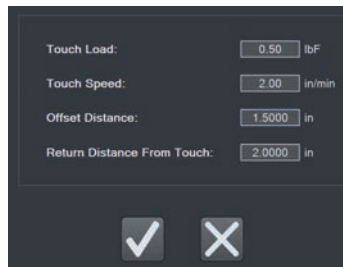 Touch Load: 0.50 lbF
Touch Speed: 2.00 in/min
Offset Distance: 1.5000 in
Return Distance From Touch: 2.0000 in